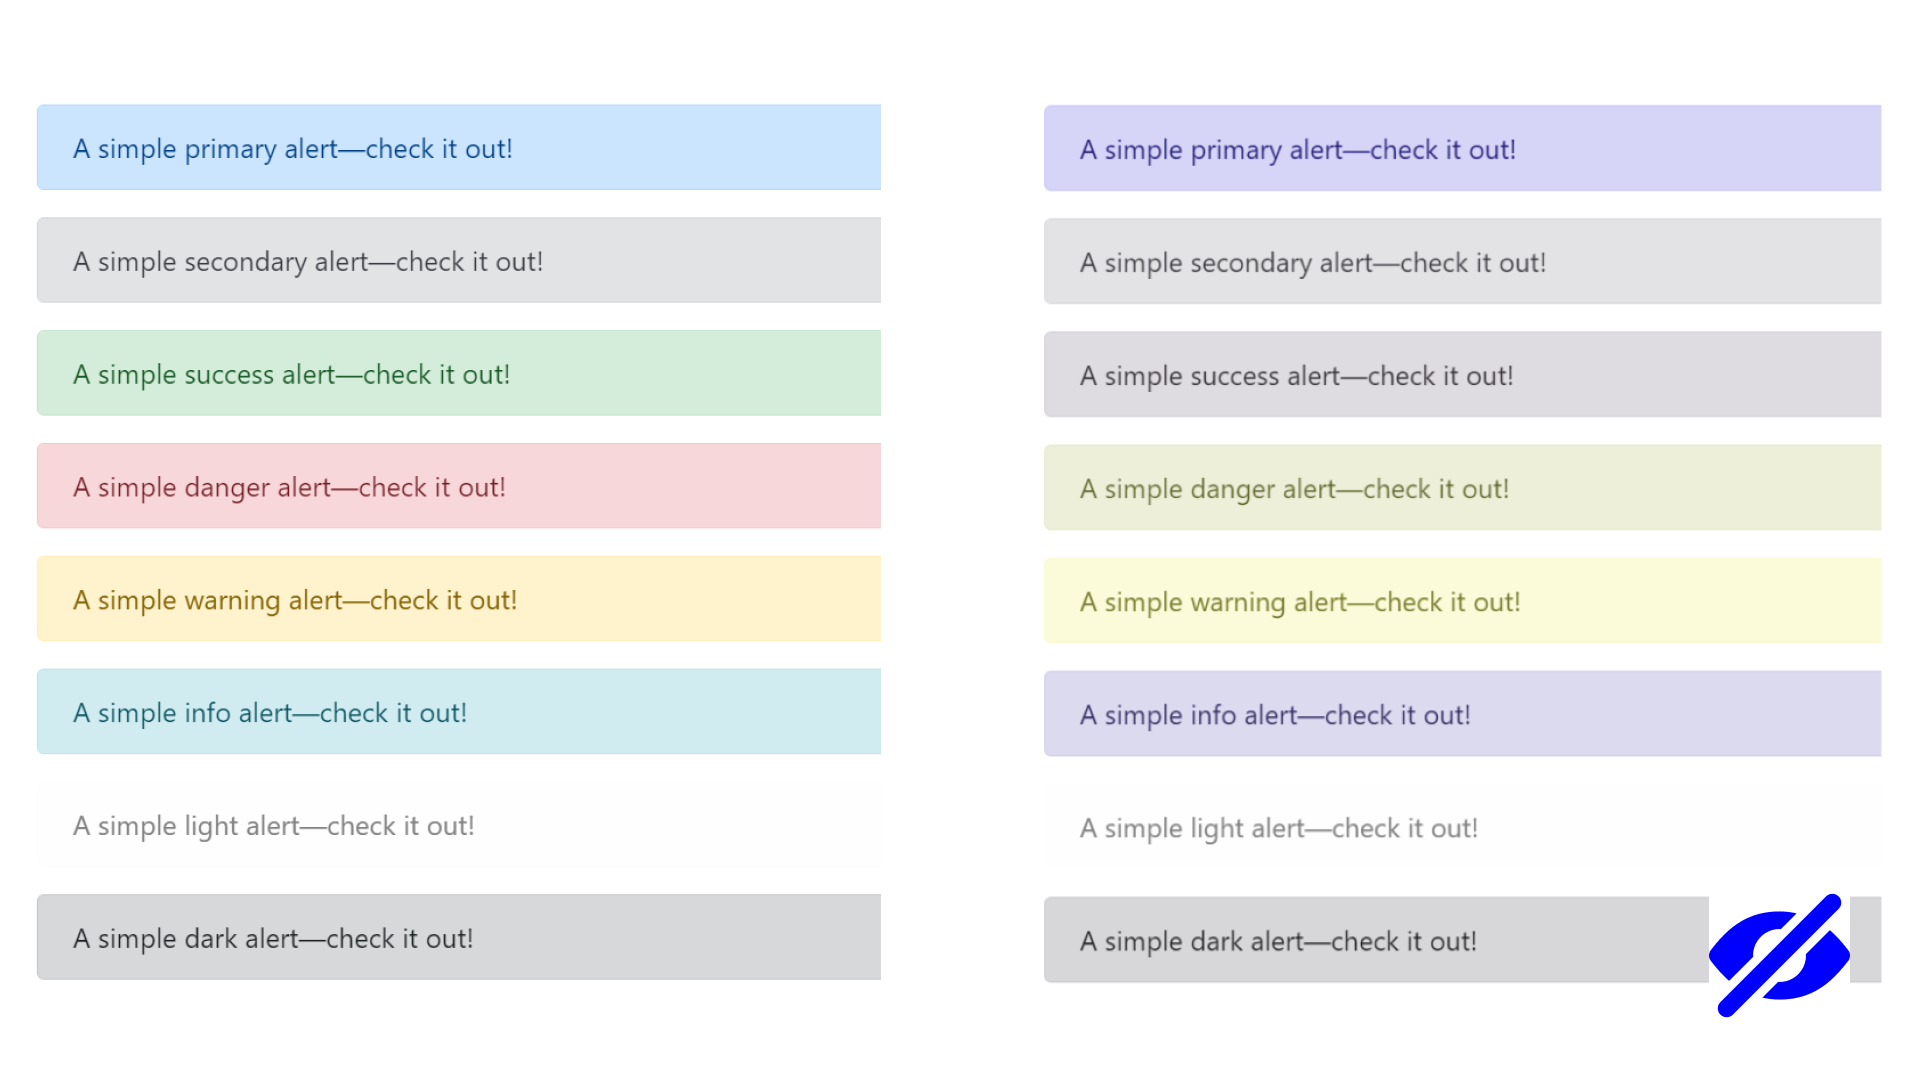 A simple primary alert—check it out!
A simple secondary alert—check it out!
A simple success alert—check it out!
A simple danger alert—check it out!
A simple warning alert—check it out!
A simple info alert—check it out!
A simple light alert—check it out!
A simple dark alert—check it out!
A simple primary alert—check it out!
A simple secondary alert—check it out!
A simple success alert—check it out!
A simple danger alert—check it out!
A simple warning alert—check it out!
A simple info alert—check it out!
A simple light alert—check it out!
A simple dark alert—check it out!